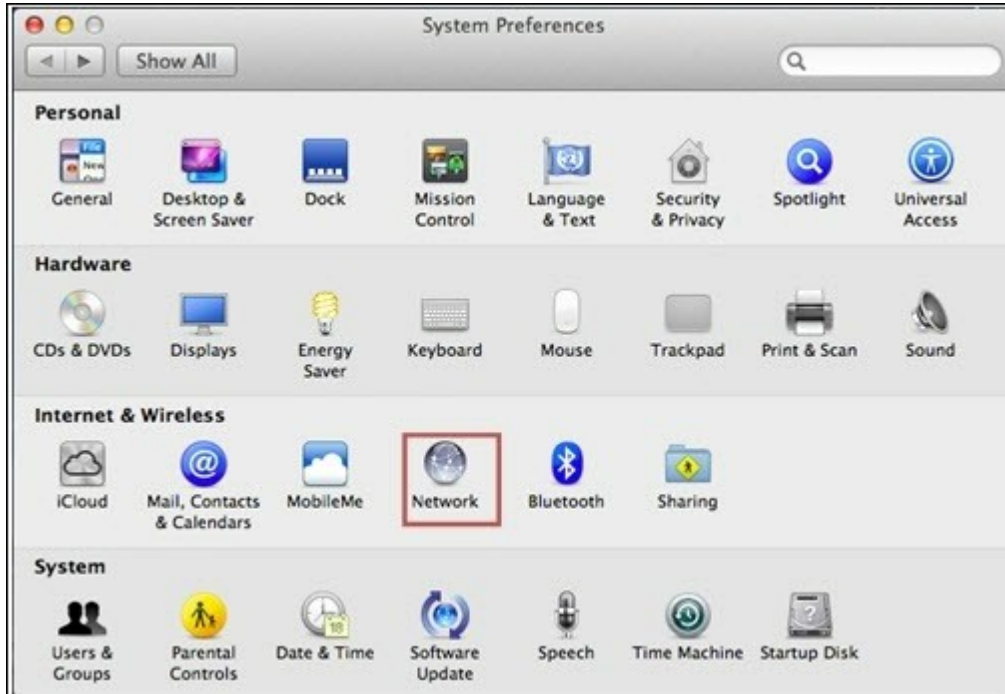 System Preferences
Show All
Personal
General
Desktop &
Screen Saver
Dock
Mission
Control
Language
& Text
Security
& Privacy
Spotlight
Universal
Access
Hardware
CDs & DVDs
Displays
Energy
Saver
Keyboard
Mouse
Trackpad
Print & Scan
Sound
Internet & Wireless
iCloud
Mail, Contacts
& Calendars
MobileMe
Network
Bluetooth
Sharing
System
Users &
Groups
Parental
Controls
Date & Time
18
Software
Update
Speech
Time Machine
Startup Disk